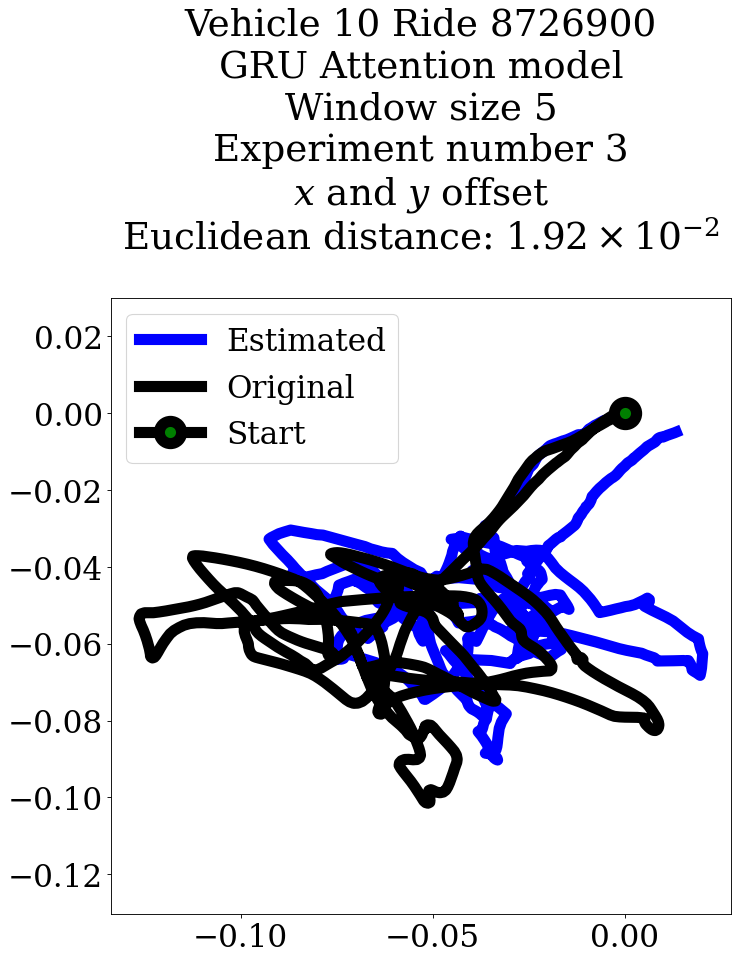 Vehicle 10 Ride 8726900
GRU Attention model
Window size 5
Experiment number 3
x and y offset
Euclidean distance: 1.92 × 10⁻²
Estimated
Original
Start
0.02
0.00
−0.02
−0.04
−0.06
−0.08
−0.10
−0.12
−0.10 −0.05 0.00